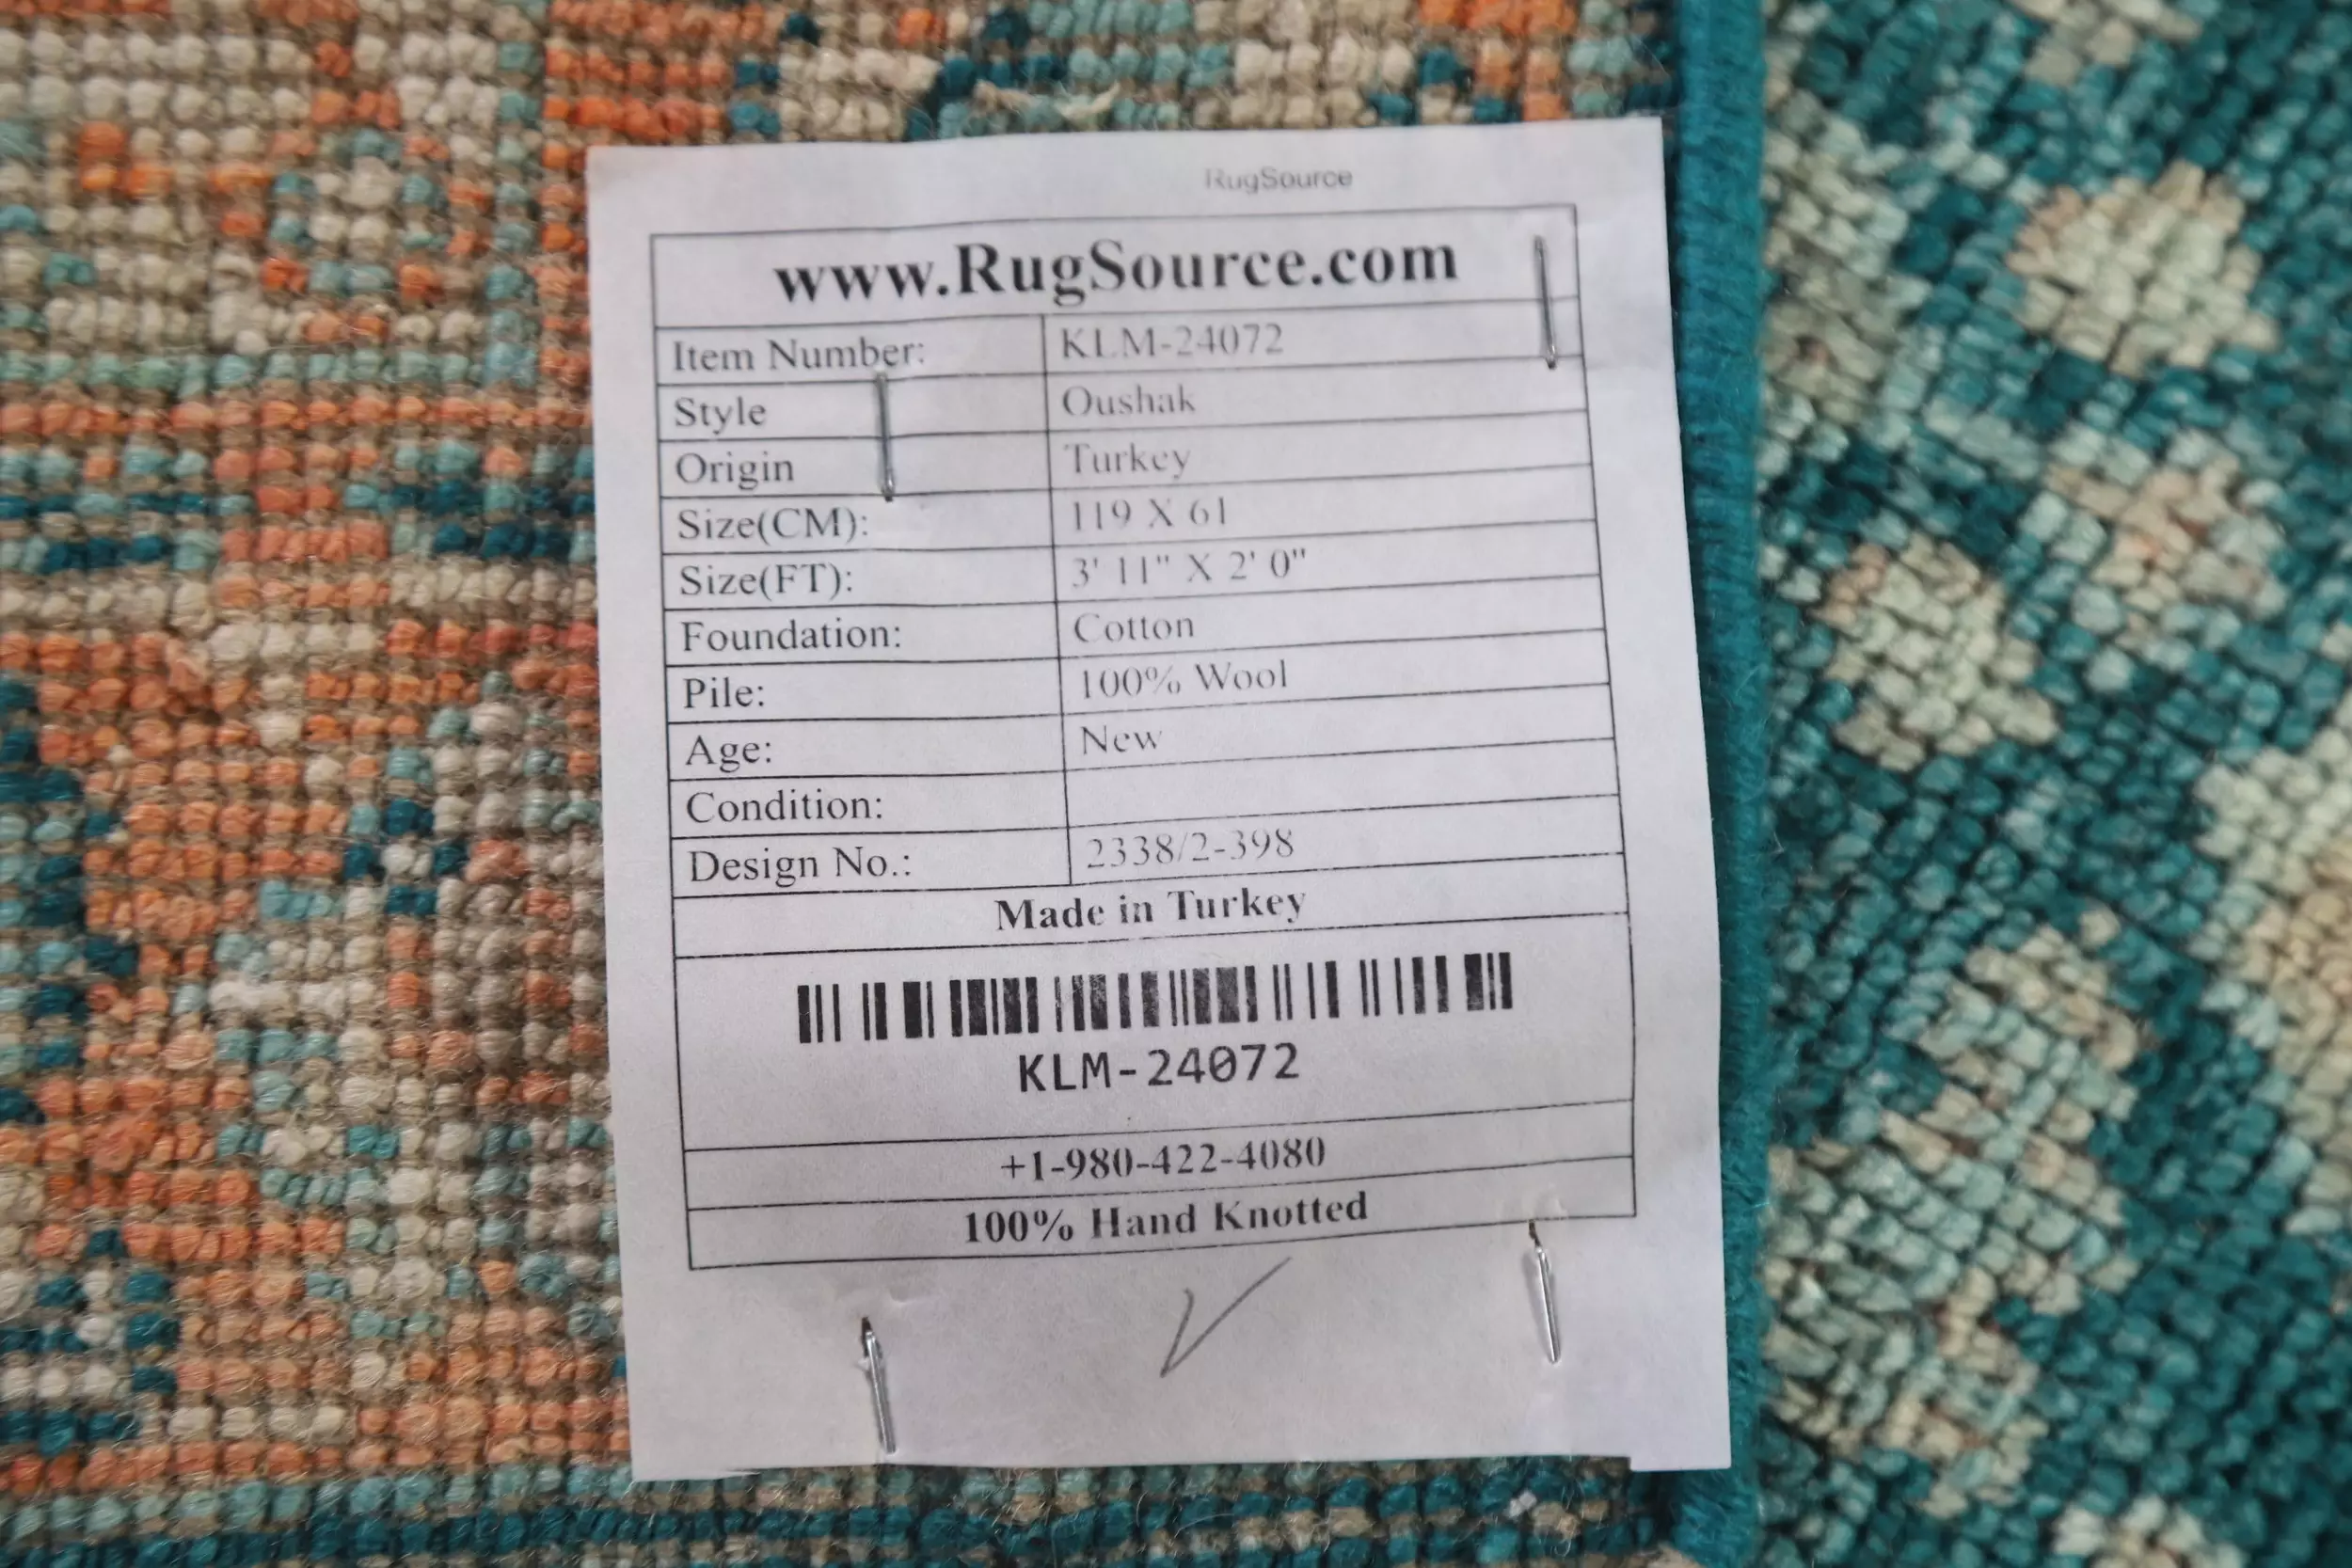 RugSource
www.RugSource.com
Item Number: KLM-24072
Style Oushak
Origin Turkey
Size(CM): 119 X 61
Size(FT): 3' 11" X 2' 0"
Foundation: Cotton
Pile: 100% Wool
Age: New
Condition:
Design No.: 2338/2-398
Made in Turkey
KLM-24072
+1-980-422-4080
100% Hand Knotted